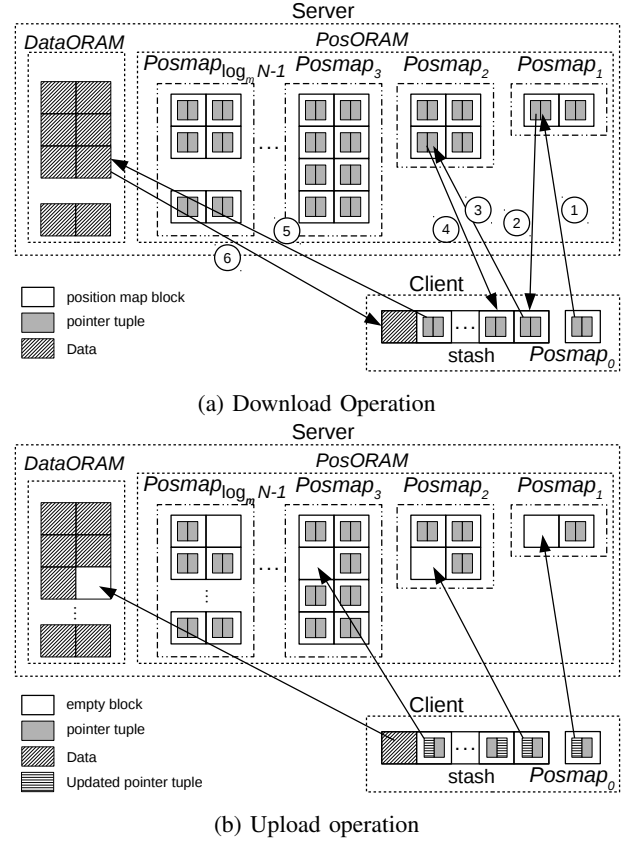 Server
DataORAM
PosORAM
Posmap_{log_m N-1}
Posmap_3
Posmap_2
Posmap_1
...
5
4
3
2
1
6
Client
position map block
pointer tuple
Data
...
stash
Posmap_0
(a) Download Operation
Server
DataORAM
PosORAM
Posmap_{log_m N-1}
Posmap_3
Posmap_2
Posmap_1
...
Client
empty block
pointer tuple
Data
Updated pointer tuple
...
stash
Posmap_0
(b) Upload operation